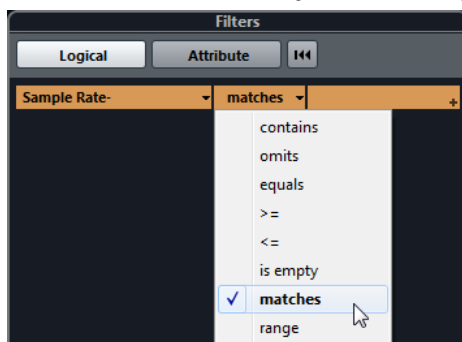 Filters
Logical Attribute
Sample Rate- matches +
contains
omits
equals
>=
<=
is empty
✓ matches
range